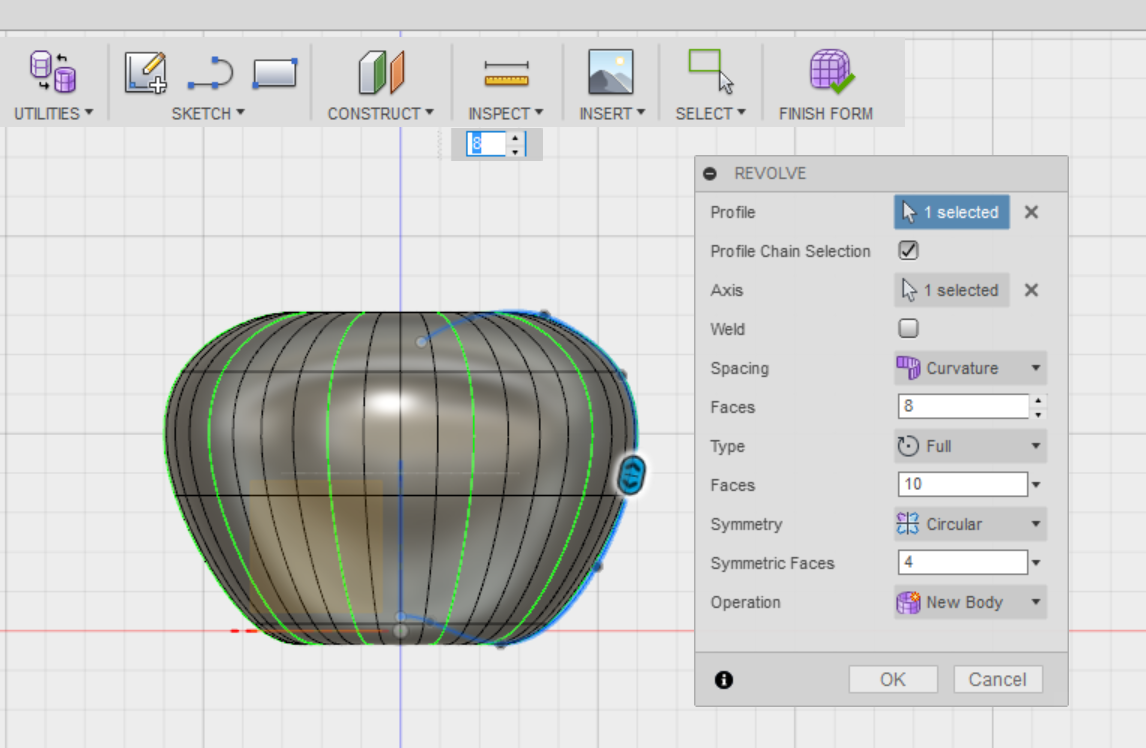 UTILITIES SKETCH CONSTRUCT INSPECT INSERT SELECT FINISH FORM
8
REVOLVE
Profile 1 selected
Profile Chain Selection
Axis 1 selected
Weld
Spacing Curvature
Faces 8
Type Full
Faces 10
Symmetry Circular
Symmetric Faces 4
Operation New Body
OK Cancel